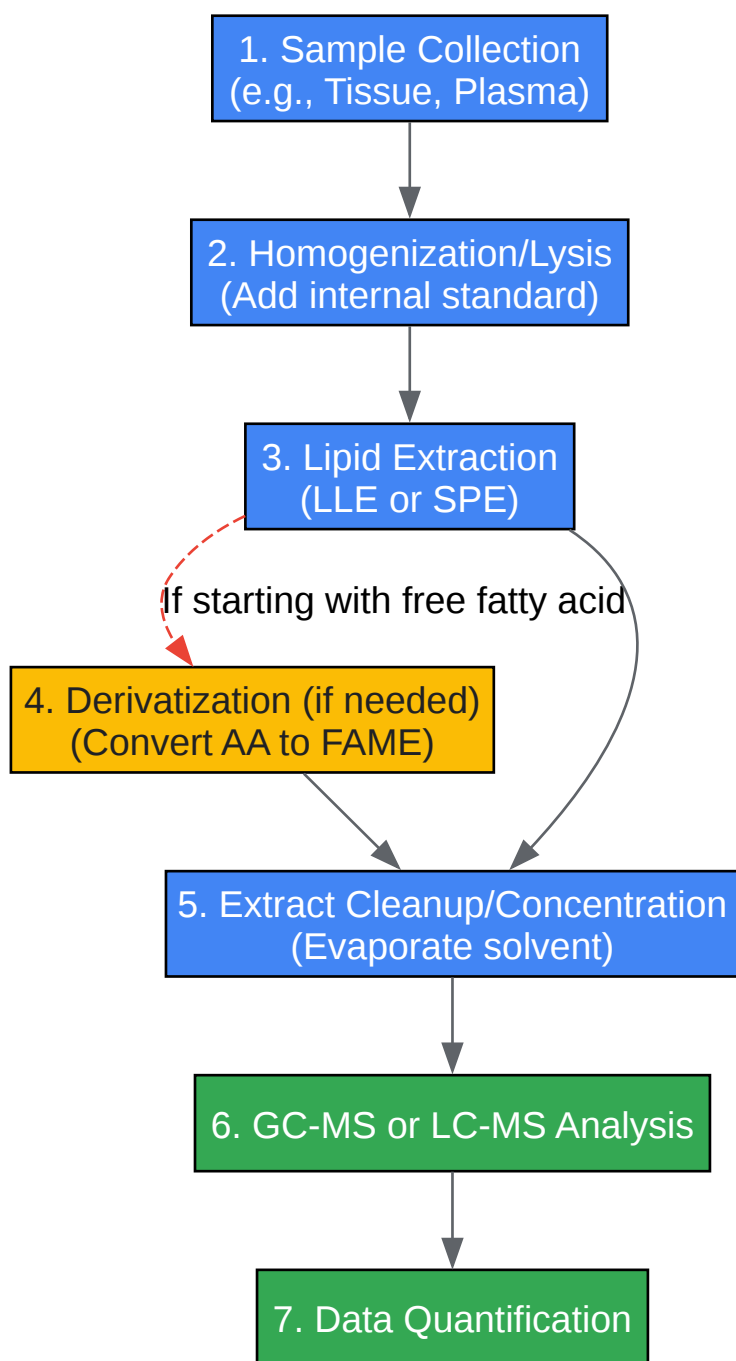 1. Sample Collection
(e.g., Tissue, Plasma)
2. Homogenization/Lysis
(Add internal standard)
3. Lipid Extraction
(LLE or SPE)
If starting with free fatty acid
4. Derivatization (if needed)
(Convert AA to FAME)
5. Extract Cleanup/Concentration
(Evaporate solvent)
6. GC-MS or LC-MS Analysis
7. Data Quantification